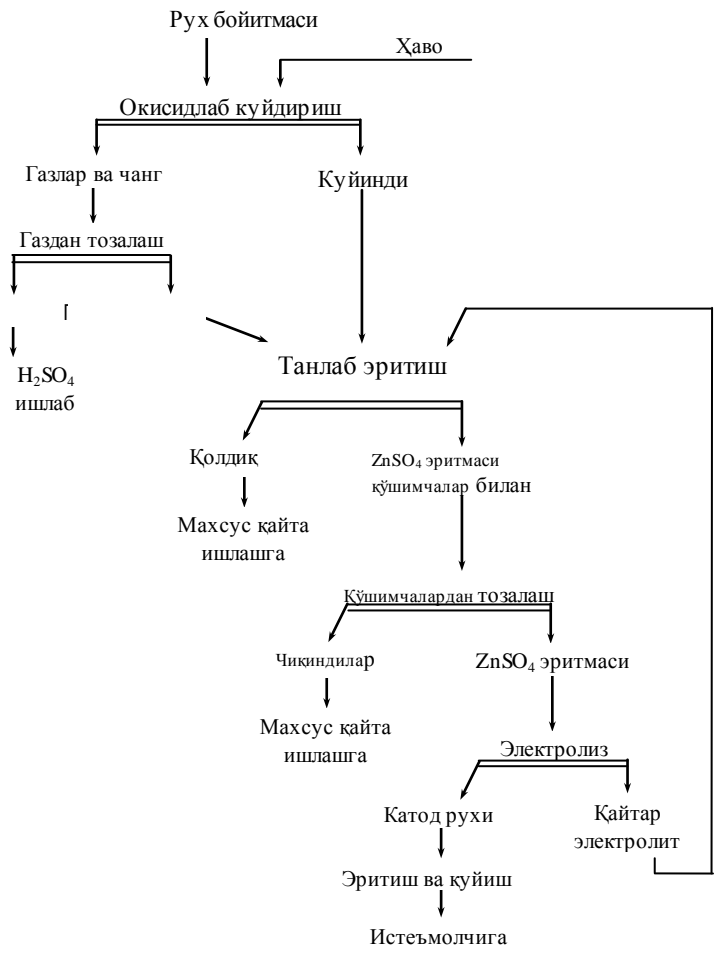 Рух бойитмаси
Ҳаво
Окисидлаб куйдириш
Газлар ва чанг
Куйинди
Газдан тозалаш
Танлаб эритиш
H₂SO₄
ишлаб
Қолдиқ
ZnSO₄ эритмаси
қўшимчалар билан
Махсус қайта
ишлашга
Қўшимчалардан тозалаш
Чиқиндилар
ZnSO₄ эритмаси
Махсус қайта
ишлашга
Электролиз
Катод рухи
Қайтар
электролит
Эритиш ва қуйиш
Истеъмолчига